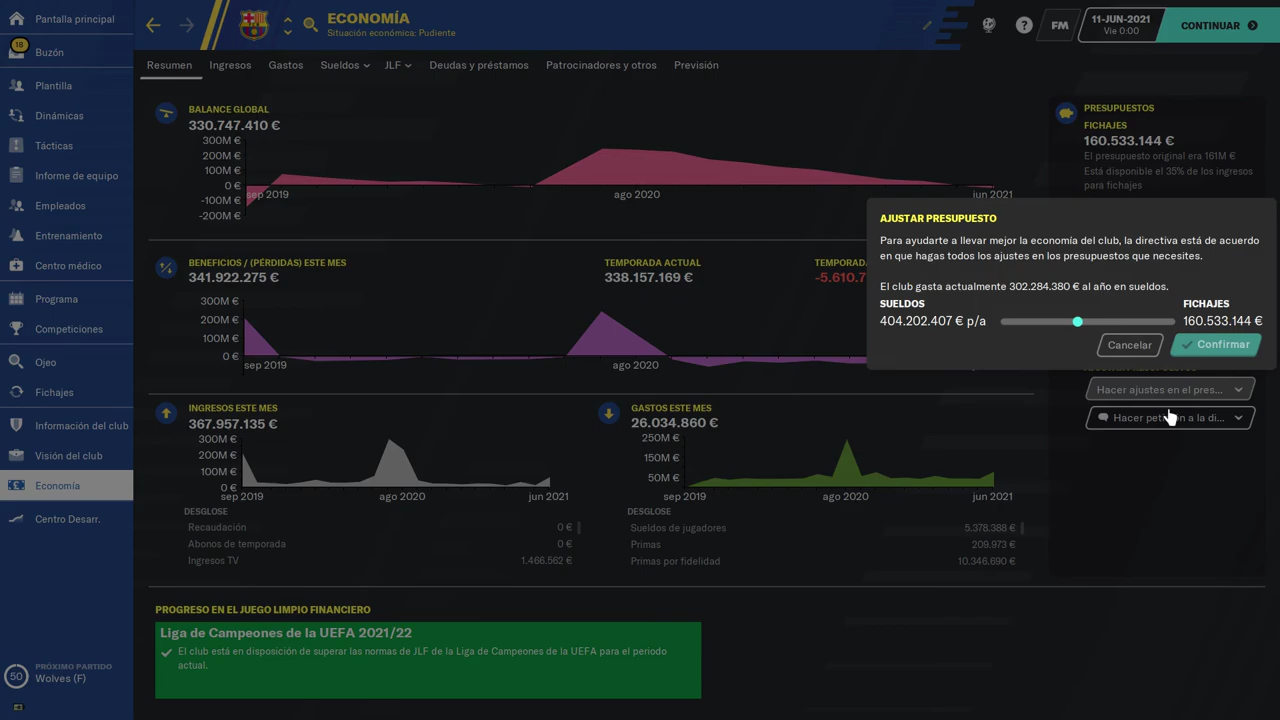 Pantalla principal
18
Buzón
Plantilla
Dinámicas
Tácticas
Informe de equipo
Empleados
Entrenamiento
Centro médico
Programa
Competiciones
Ojeo
Fichajes
Información del club
Visión del club
Economía
Centro Desarr.
50
PRÓXIMO PARTIDO
Wolves (F)
ECONOMÍA
Situación económica: Pudiente
?
FM
11-JUN-2021
Vie 0:00
CONTINUAR
Resumen
Ingresos
Gastos
Sueldos
JLF
Deudas y préstamos
Patrocinadores y otros
Previsión
BALANCE GLOBAL
330.747.410 €
300M €
200M €
100M €
0 €
-100M €
-200M €
sep 2019
ago 2020
jun 2021
BENEFICIOS / (PÉRDIDAS) ESTE MES
341.922.275 €
TEMPORADA ACTUAL
338.157.169 €
TEMPORAD
-5.610.7
300M €
200M €
100M €
0 €
sep 2019
ago 2020
INGRESOS ESTE MES
367.957.135 €
300M €
200M €
100M €
0 €
sep 2019
ago 2020
jun 2021
DESGLOSE
Recaudación 0 €
Abonos de temporada 0 €
Ingresos TV 1.466.562 €
GASTOS ESTE MES
26.034.860 €
250M €
150M €
50M €
sep 2019
ago 2020
jun 2021
DESGLOSE
Sueldos de jugadores 5.378.388 €
Primas 209.973 €
Primas por fidelidad 10.346.690 €
PROGRESO EN EL JUEGO LIMPIO FINANCIERO
Liga de Campeones de la UEFA 2021/22
El club está en disposición de superar las normas de JLF de la Liga de Campeones de la UEFA para el periodo
actual.
PRESUPUESTOS
FICHAJES
160.533.144 €
El presupuesto original era 161M €
Está disponible el 35% de los ingresos
para fichajes
AJUSTAR PRESUPUESTO
Para ayudarte a llevar mejor la economía del club, la directiva está de acuerdo
en que hagas todos los ajustes en los presupuestos que necesites.
El club gasta actualmente 302.284.380 € al año en sueldos.
SUELDOS
404.202.407 € p/a
FICHAJES
160.533.144 €
Cancelar
Confirmar
Hacer ajustes en el pres...
Hacer petición a la di...